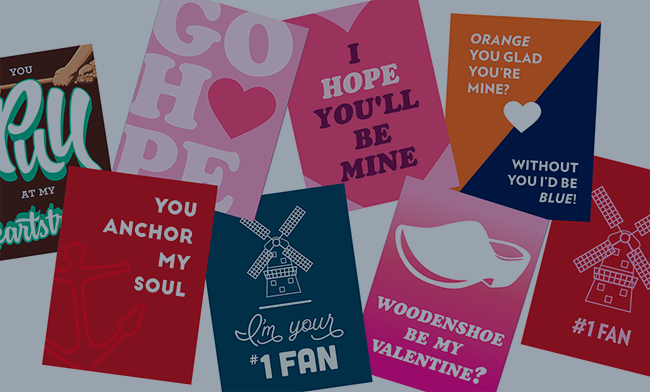 YOU
Pull
AT MY
GO
H
PE
I
HOPE
YOU'LL
BE
MINE
ORANGE
YOU GLAD
YOU'RE
MINE?
WITHOUT
YOU I'D BE
BLUE!
YOU
ANCHOR
MY
SOUL
I'm your
#1 FAN
WOODENSHOE
BE MY
VALENTINE?
#1 FAN